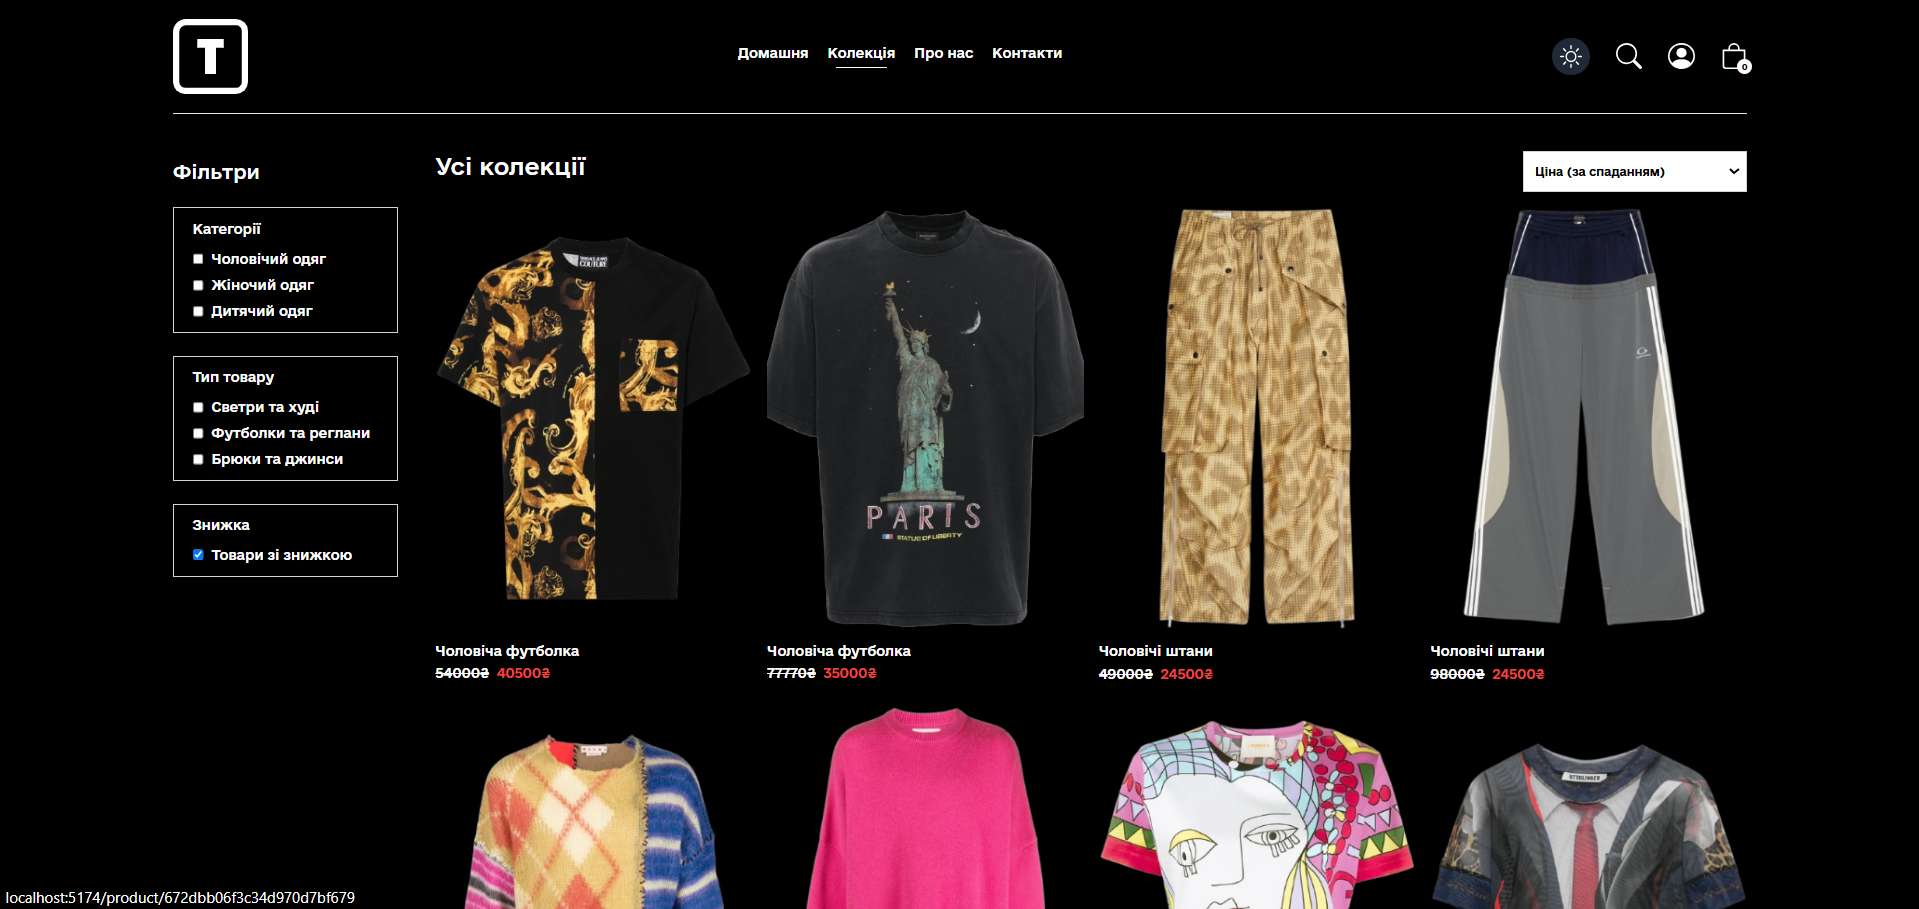 T
Домашня Колекція Про нас Контакти
0
Фільтри
Усі колекції
Ціна (за спаданням)
Категорії
Чоловічий одяг
Жіночий одяг
Дитячий одяг
Тип товару
Светри та худі
Футболки та реглани
Брюки та джинси
Знижка
Товари зі знижкою
COUTURE
PARIS
STATUE OF LIBERTY
Чоловіча футболка
54000₴ 40500₴
Чоловіча футболка
77770₴ 35000₴
Чоловічі штани
49000₴ 24500₴
Чоловічі штани
98000₴ 24500₴
OTTOLINGER
localhost:5174/product/672dbb06f3c34d970d7bf679